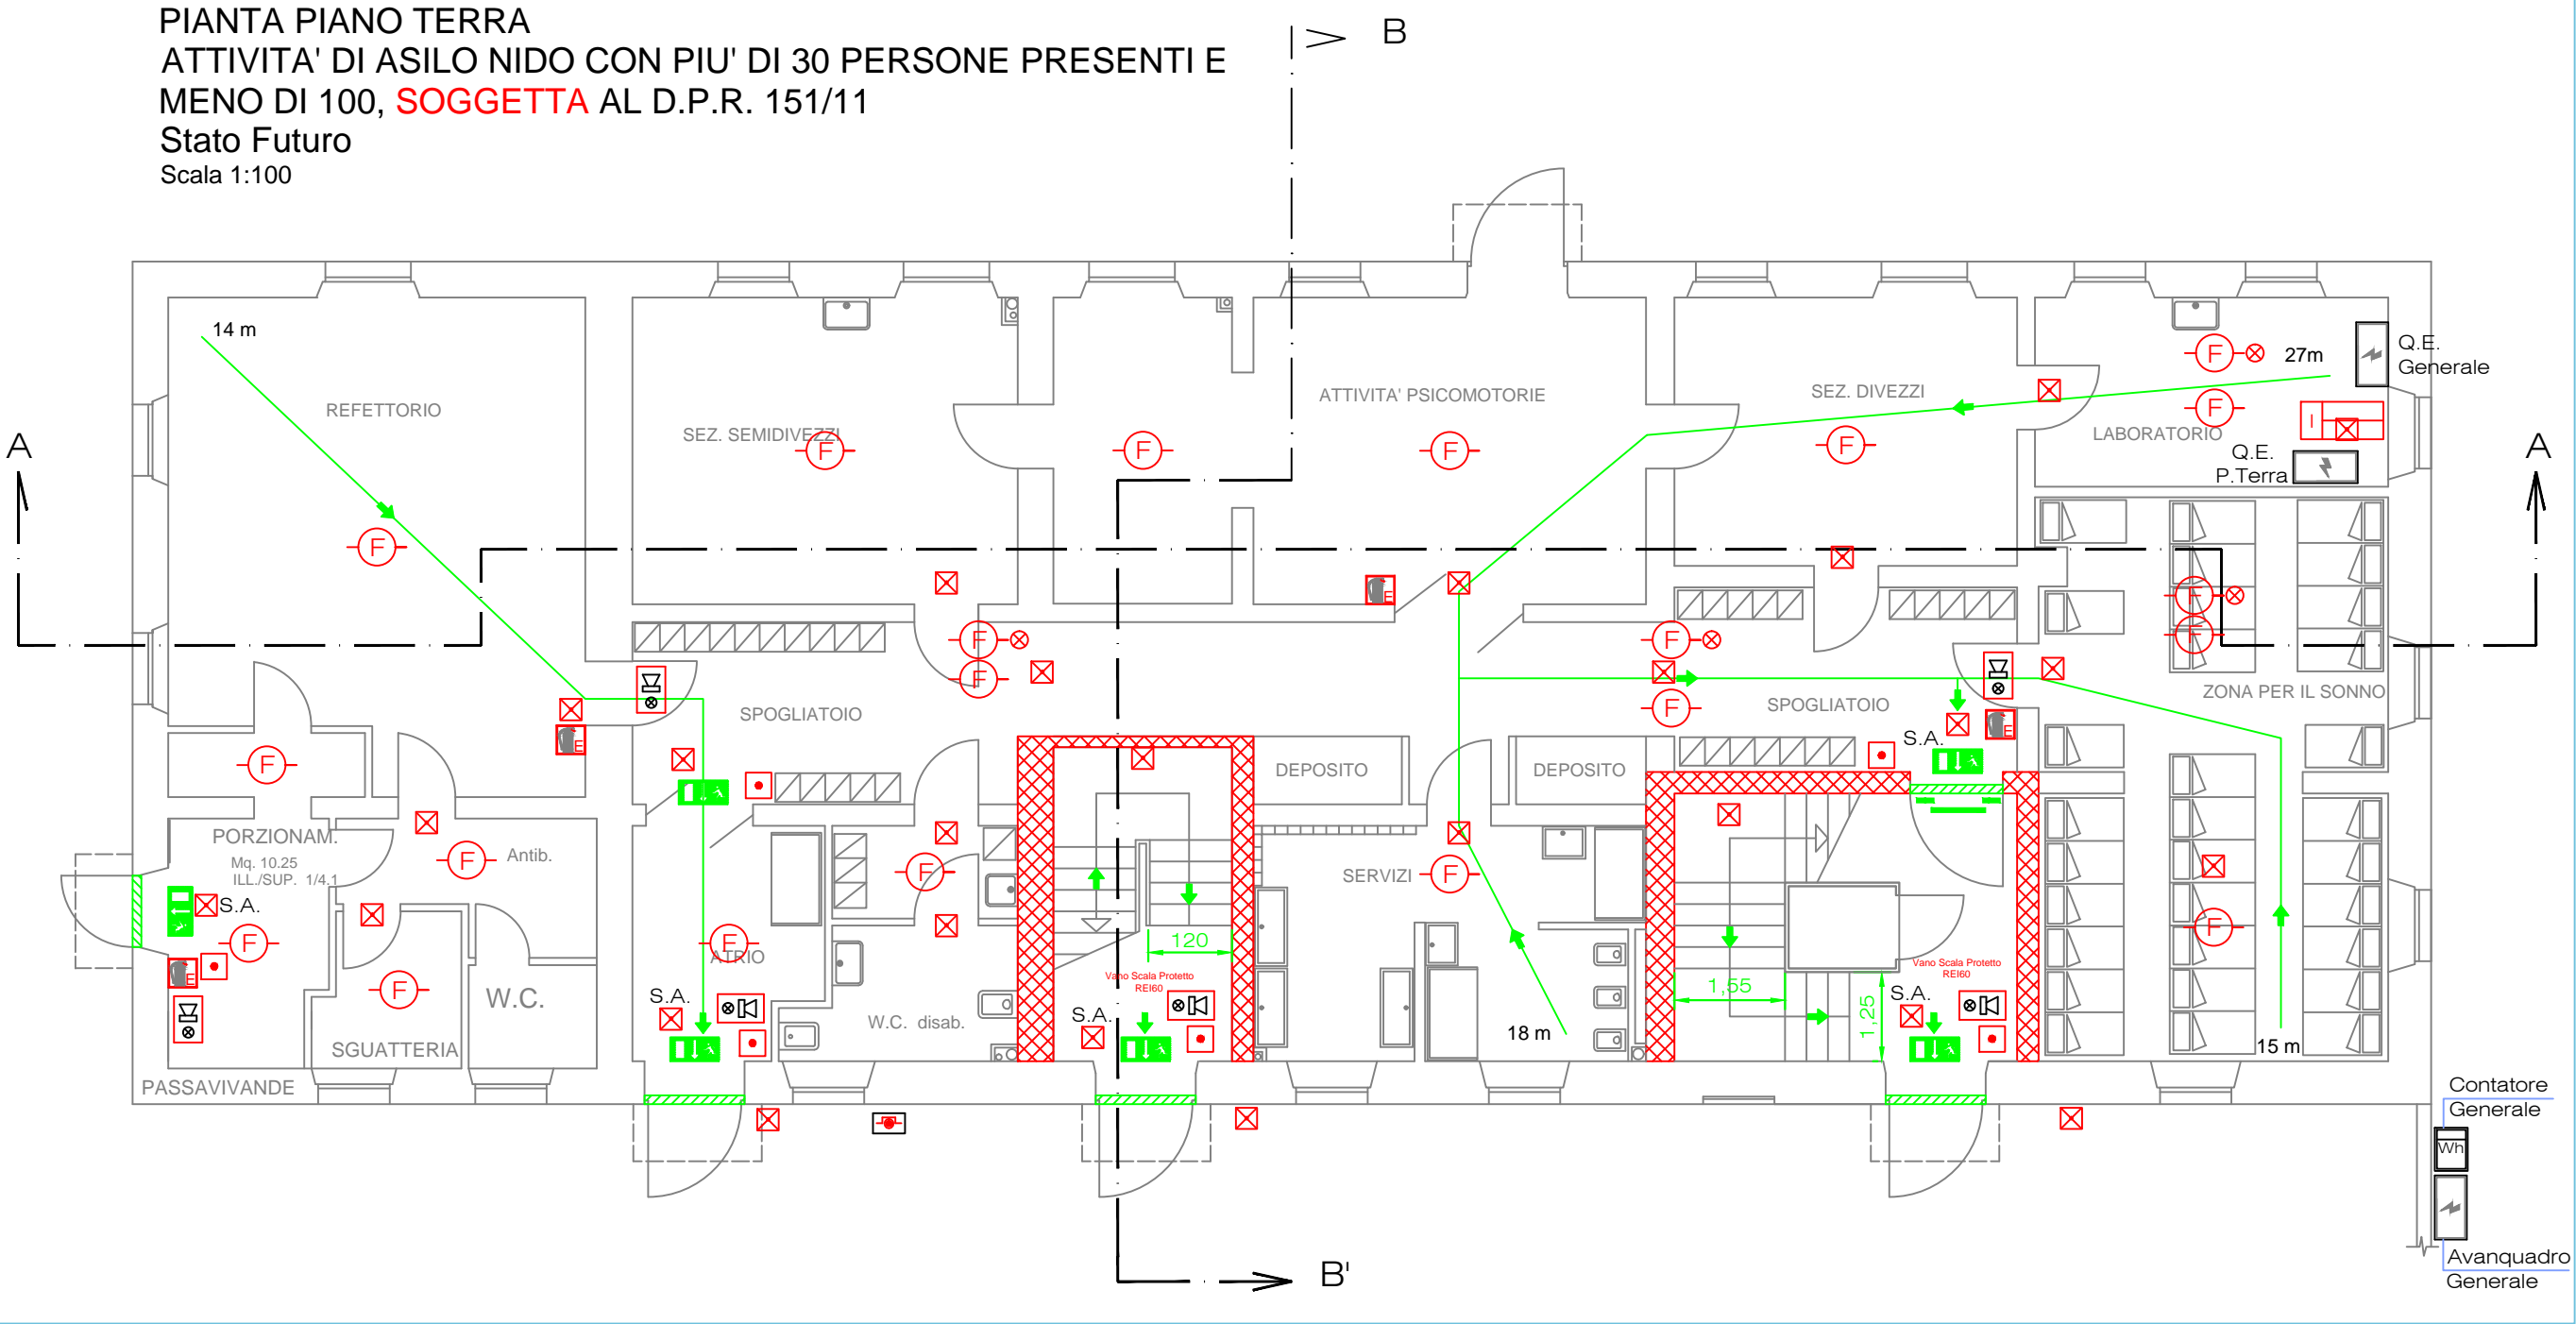 PIANTA PIANO TERRA
ATTIVITA' DI ASILO NIDO CON PIU' DI 30 PERSONE PRESENTI E
MENO DI 100, SOGGETTA AL D.P.R. 151/11
Stato Futuro
Scala 1:100
B
14 m
REFETTORIO
SEZ. SEMIDIVEZZI
F
F
F
F
ATTIVITA' PSICOMOTORIE
SEZ. DIVEZZI
F
F
27m
Q.E.
Generale
F
I
LABORATORIO
Q.E.
P.Terra
A
A
E
F
F
F
F
F
F
F
SPOGLIATOIO
SPOGLIATOIO
ZONA PER IL SONNO
E
E
S.A.
F
DEPOSITO
DEPOSITO
PORZIONAM.
Mq. 10.25
ILL./SUP. 1/4.1
F
Antib.
F
SERVIZI
F
S.A.
F
F
ATRIO
F
120
Vano Scala Protetto
REI60
Vano Scala Protetto
REI60
E
F
W.C.
S.A.
S.A.
1,55
1,25
S.A.
W.C. disab.
18 m
15 m
SGUATTERIA
PASSAVIVANDE
Contatore
Generale
Wh
Avanquadro
Generale
B'